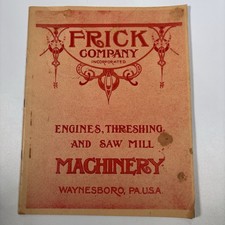 FRICK
COMPANY
INCORPORATED
ENGINES, THRESHING
AND SAW MILL
MACHINERY
WAYNESBORO, PA. U.S.A.